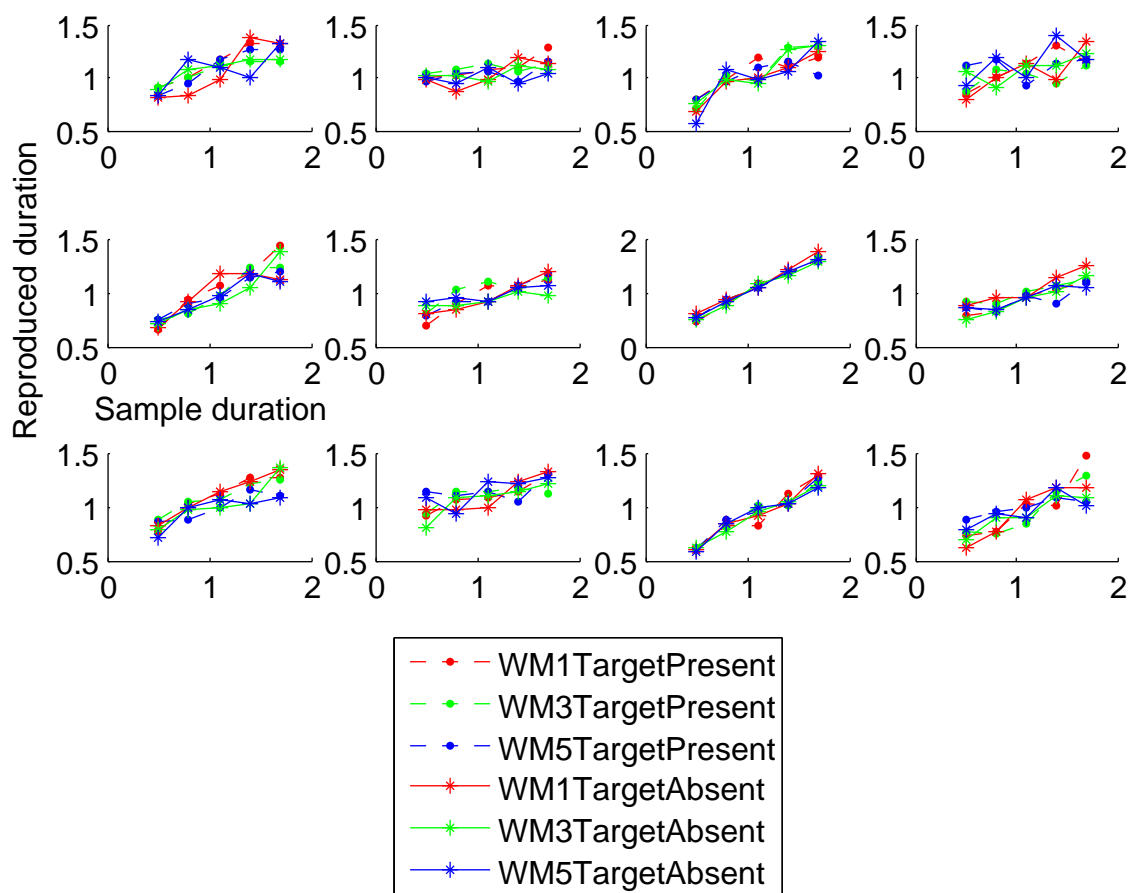 1.5 1.5 1.5 1.5
1 1 1 1
0.5 0.5 0.5 0.5
0 1 2 0 1 2 0 1 2 0 1 2
Reproduced duration
1.5 1.5 2 1.5
1 1 1 1
0.5 0.5 0 0.5
0 1 2 0 1 2 0 1 2 0 1 2
Sample duration
1.5 1.5 1.5 1.5
1 1 1 1
0.5 0.5 0.5 0.5
0 1 2 0 1 2 0 1 2 0 1 2
WM1TargetPresent
WM3TargetPresent
WM5TargetPresent
WM1TargetAbsent
WM3TargetAbsent
WM5TargetAbsent